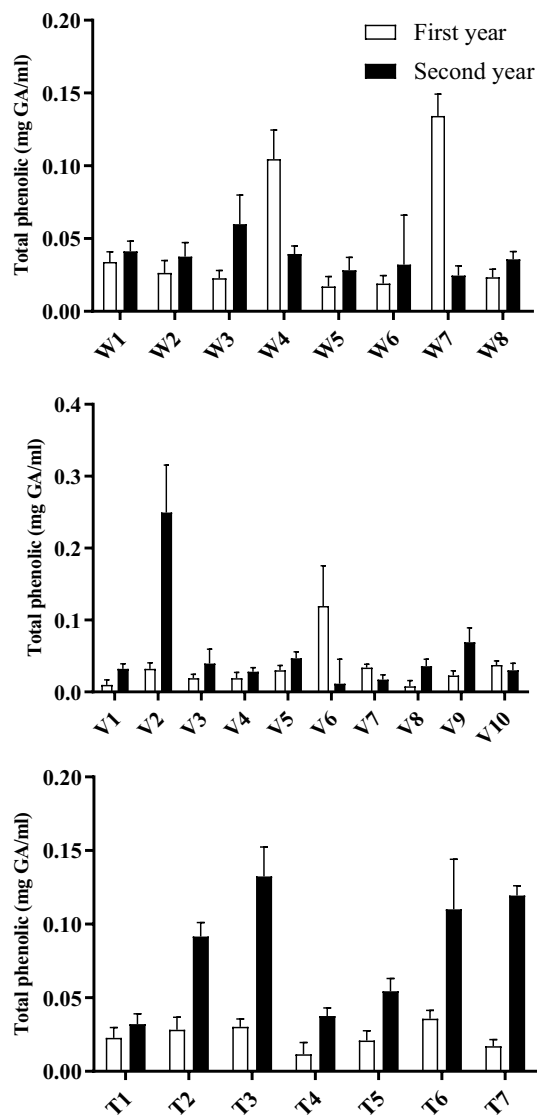 First year
Second year
Total phenolic (mg GA/ml)
0.20
0.15
0.10
0.05
0.00
W1 W2 W3 W4 W5 W6 W7 W8
Total phenolic (mg GA/ml)
0.4
0.3
0.2
0.1
0.0
V1 V2 V3 V4 V5 V6 V7 V8 V9 V10
Total phenolic (mg GA/ml)
0.20
0.15
0.10
0.05
0.00
T1 T2 T3 T4 T5 T6 T7